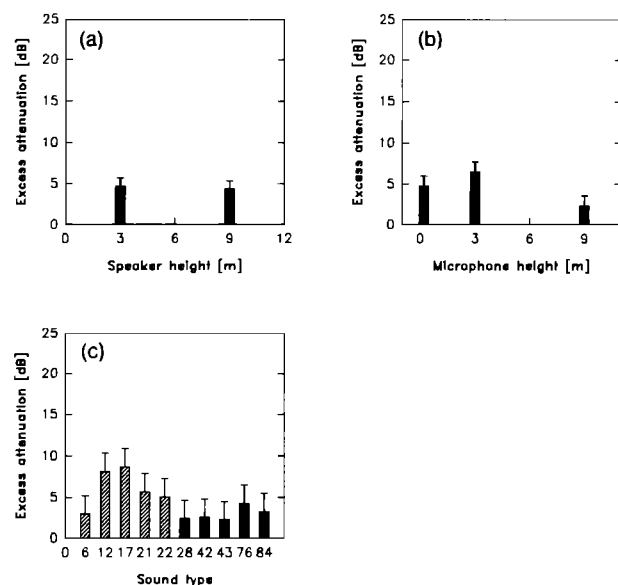 (a)
Excess attenuation [dB]
25
20
15
10
5
0
0 3 6 9 12
Speaker height [m]
(b)
Excess attenuation [dB]
25
20
15
10
5
0
0 3 6 9
Microphone height [m]
(c)
Excess attenuation [dB]
25
20
15
10
5
0
0 6 12 17 21 22 28 42 43 76 84
Sound type